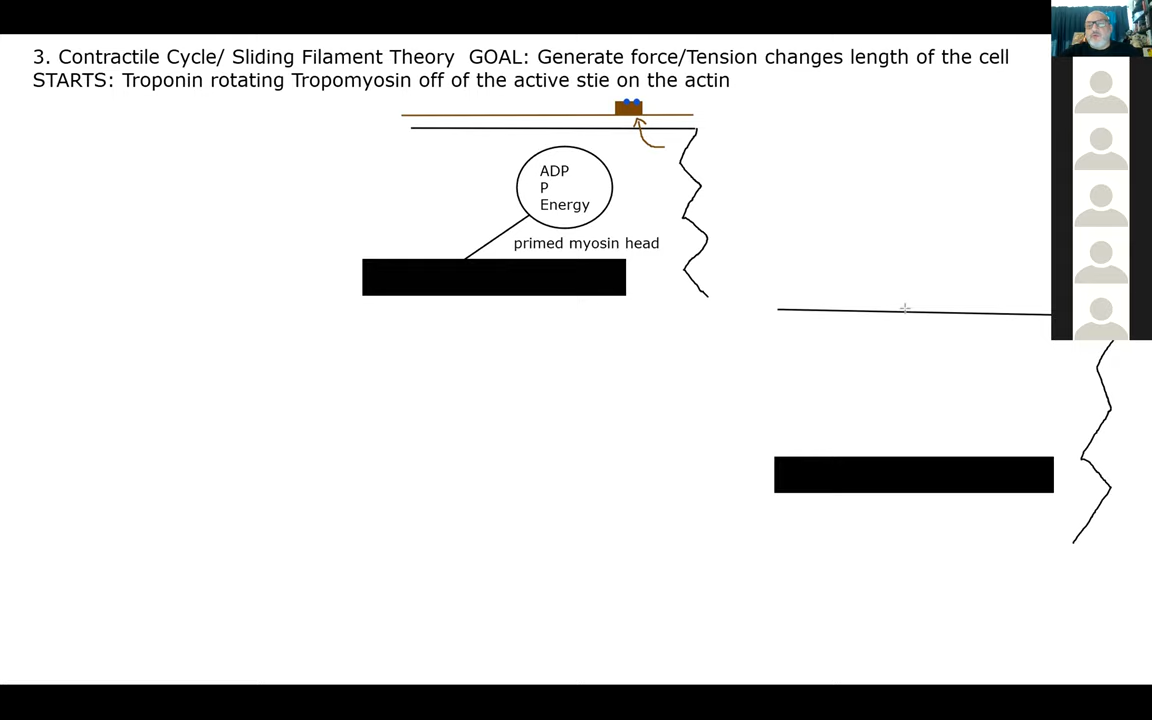 3. Contractile Cycle/ Sliding Filament Theory  GOAL: Generate force/Tension changes length of the cell
STARTS: Troponin rotating Tropomyosin off of the active stie on the actin
ADP
P
Energy
primed myosin head